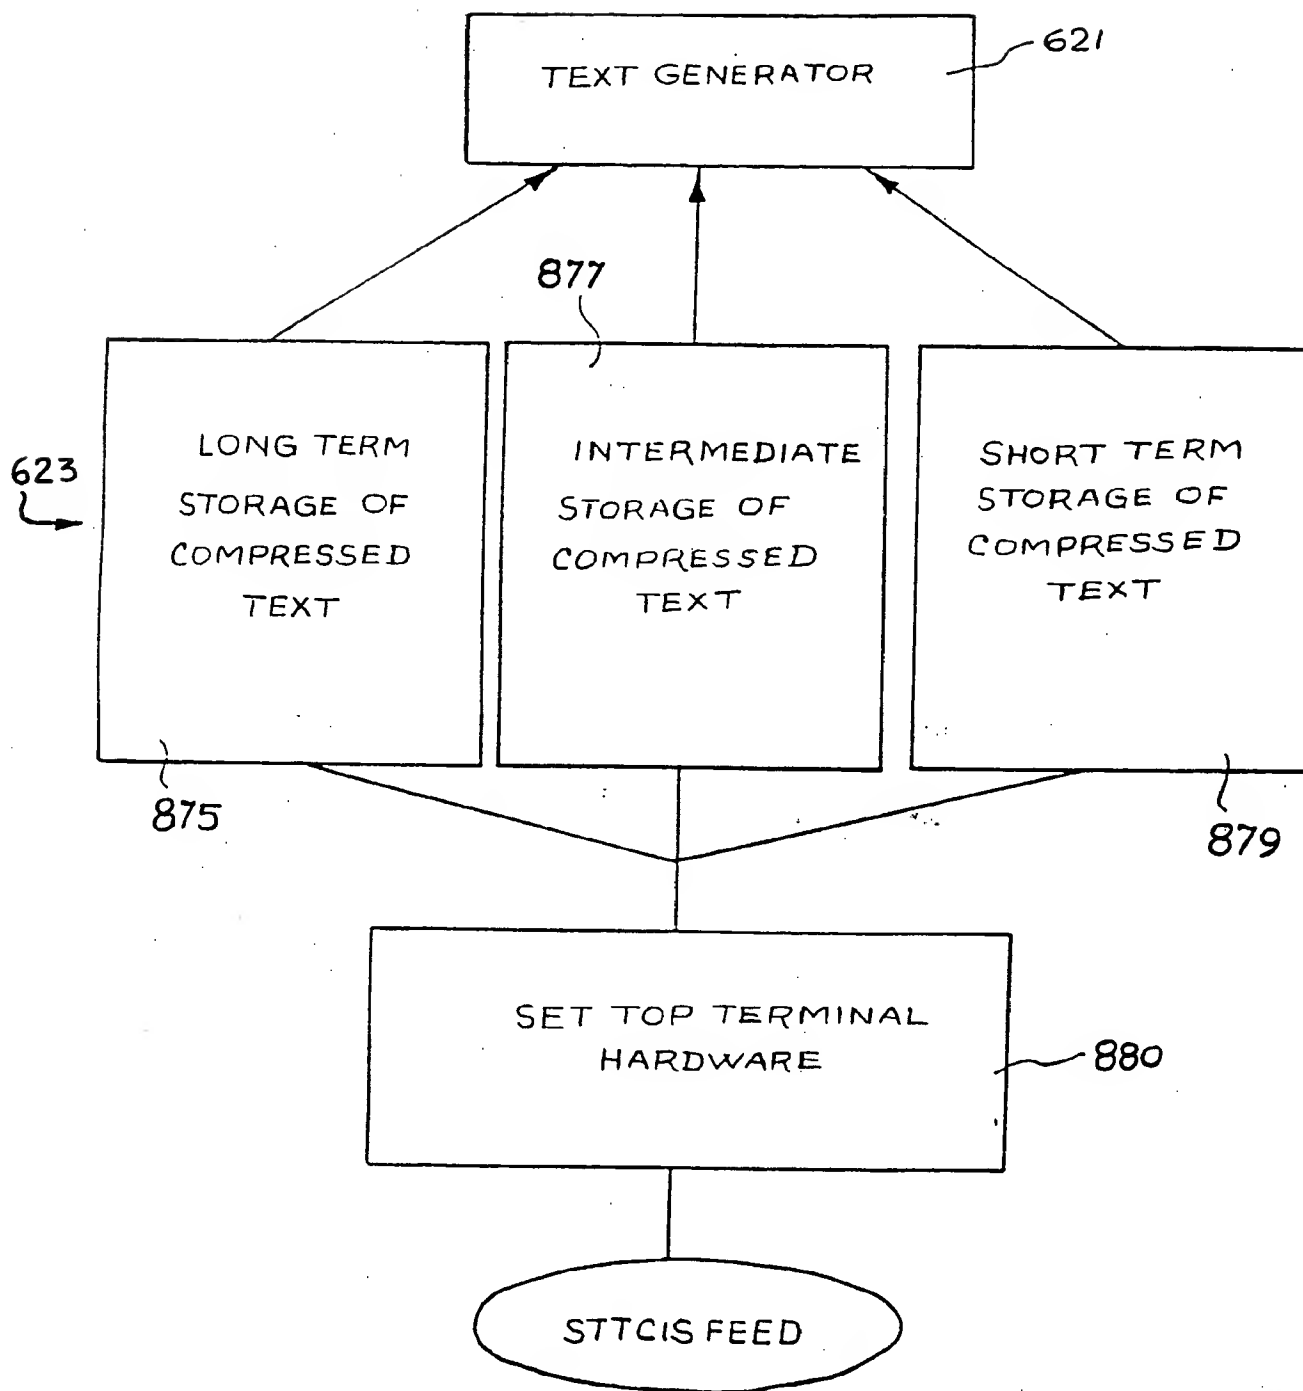 TEXT GENERATOR
621
877
623
LONG TERM
STORAGE OF
COMPRESSED
TEXT
INTERMEDIATE
STORAGE OF
COMPRESSED
TEXT
SHORT TERM
STORAGE OF
COMPRESSED
TEXT
875
879
SET TOP TERMINAL
HARDWARE
880
STTCIS FEED